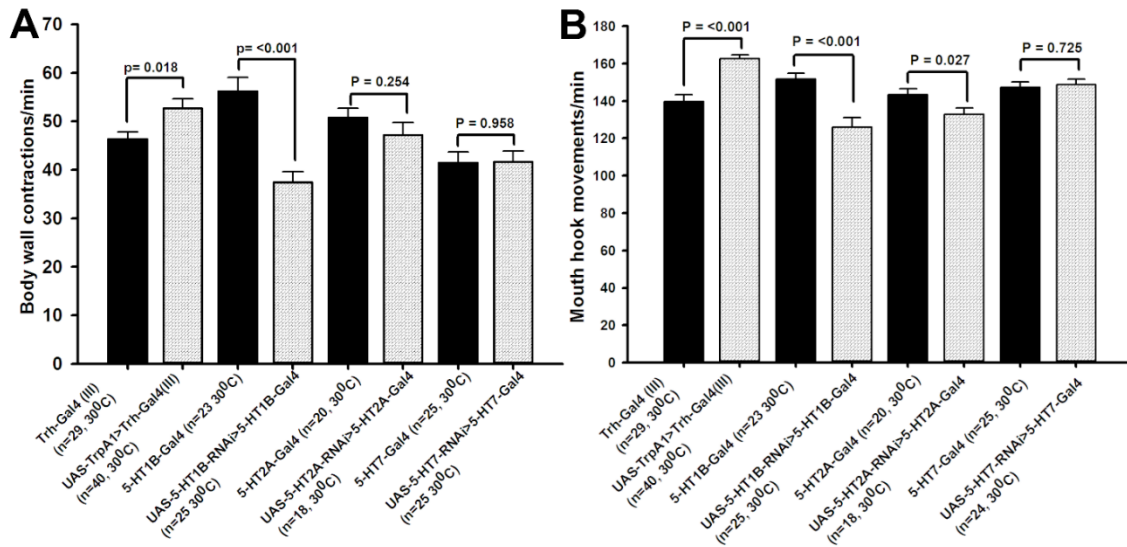 A
Body wall contractions/min
70
60
50
40
30
20
10
0
p= 0.018
p= <0.001
P = 0.254
P = 0.958
Trh-Gal4 (III)
(n=29, 30⁰C)
UAS-TrpA1>Trh-Gal4(III)
(n=40, 30⁰C)
5-HT1B-Gal4 (n=23 30⁰C)
UAS-5-HT1B-RNAi>5-HT1B-Gal4
(n=25 30⁰C)
5-HT2A-Gal4 (n=20, 30⁰C)
UAS-5-HT2A-RNAi>5-HT2A-Gal4
(n=18, 30⁰C)
5-HT7-Gal4 (n=25, 30⁰C)
UAS-5-HT7-RNAi>5-HT7-Gal4
(n=25 30⁰C)
B
Mouth hook movements/min
180
160
140
120
100
80
60
40
20
0
P = <0.001
P = <0.001
P = 0.027
P = 0.725
Trh-Gal4 (III)
(n=29, 30⁰C)
UAS-TrpA1>Trh-Gal4(III)
(n=40, 30⁰C)
5-HT1B-Gal4 (n=23 30⁰C)
UAS-5-HT1B-RNAi>5-HT1B-Gal4
(n=25, 30⁰C)
5-HT2A-Gal4 (n=20, 30⁰C)
UAS-5-HT2A-RNAi>5-HT2A-Gal4
(n=18, 30⁰C)
5-HT7-Gal4 (n=25, 30⁰C)
UAS-5-HT7-RNAi>5-HT7-Gal4
(n=24, 30⁰C)